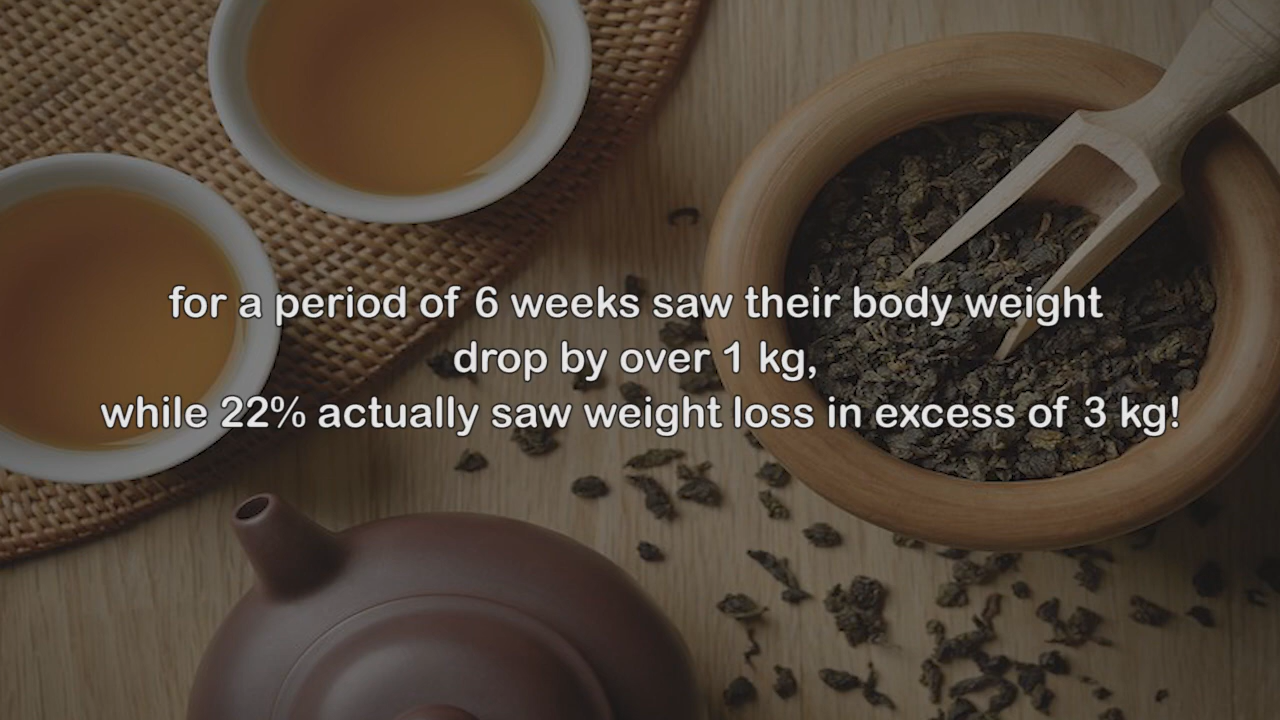 for a period of 6 weeks saw their body weight
drop by over 1 kg,
while 22% actually saw weight loss in excess of 3 kg!